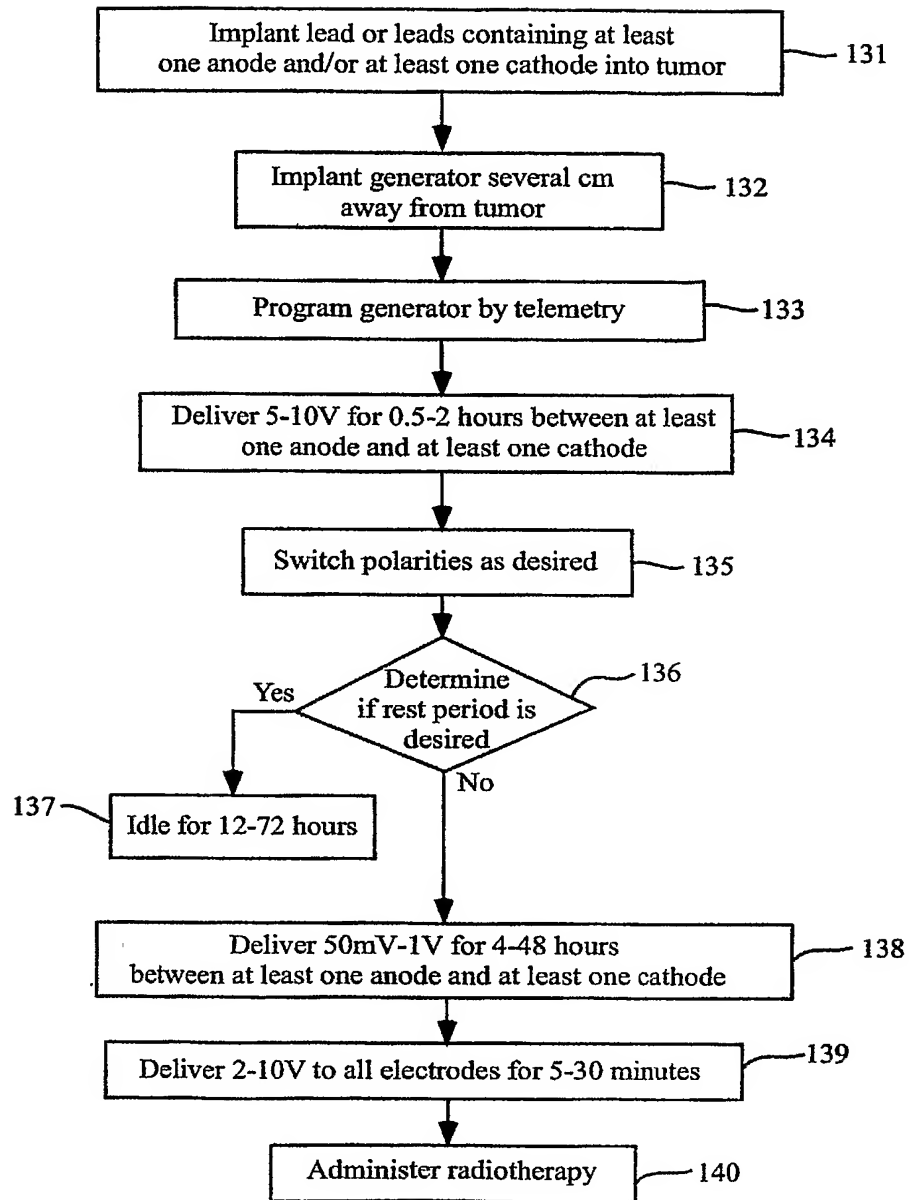 Implant lead or leads containing at least
one anode and/or at least one cathode into tumor
131
Implant generator several cm
away from tumor
132
Program generator by telemetry
133
Deliver 5-10V for 0.5-2 hours between at least
one anode and at least one cathode
134
Switch polarities as desired
135
136
Determine
if rest period is
desired
Yes
No
137
Idle for 12-72 hours
Deliver 50mV-1V for 4-48 hours
between at least one anode and at least one cathode
138
Deliver 2-10V to all electrodes for 5-30 minutes
139
Administer radiotherapy
140